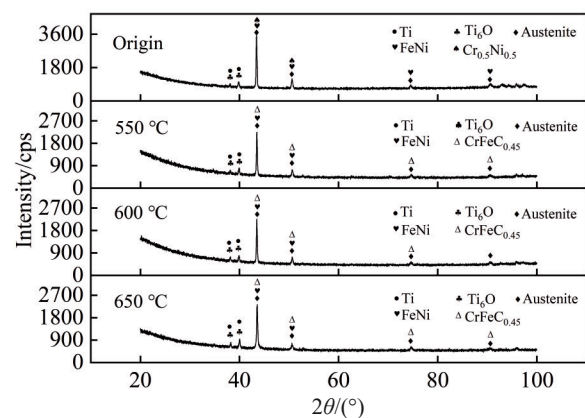 Intensity/cps
Origin
Ti Ti₆O Austenite
FeNi Cr₀.₅Ni₀.₅
3600
1800
0
550 °C
Ti Ti₆O Austenite
FeNi CrFeC₀.₄₅
2700
1800
900
0
600 °C
Ti Ti₆O Austenite
FeNi CrFeC₀.₄₅
2700
1800
900
0
650 °C
Ti Ti₆O Austenite
FeNi CrFeC₀.₄₅
2700
1800
900
0
20 40 60 80 100
2θ/(°)